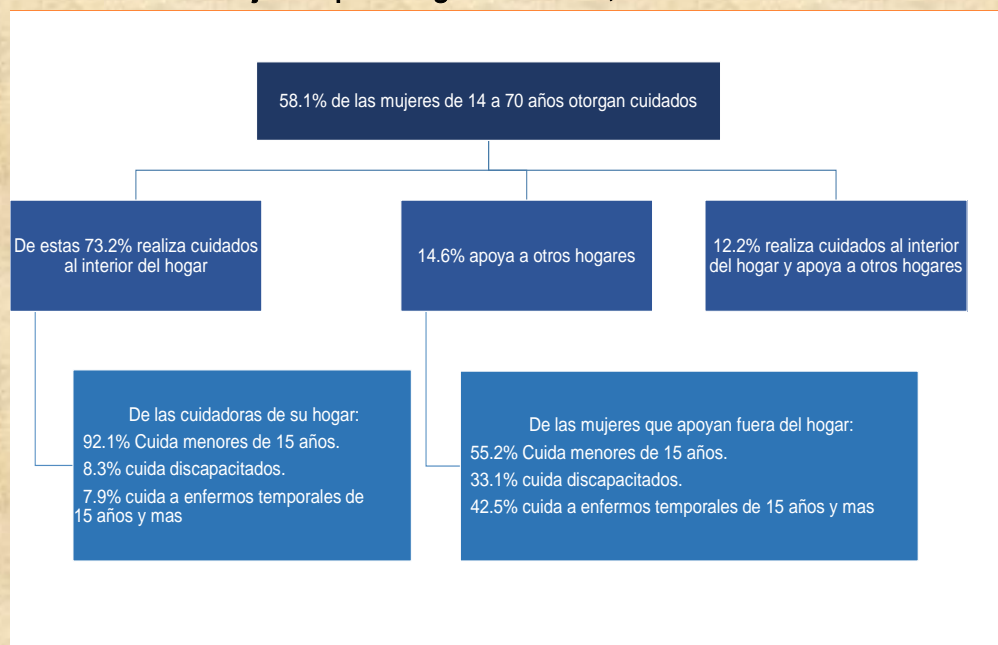 58.1% de las mujeres de 14 a 70 años otorgan cuidados
De estas 73.2% realiza cuidados
al interior del hogar
14.6% apoya a otros hogares
12.2% realiza cuidados al interior
del hogar y apoya a otros hogares
De las cuidadoras de su hogar:
92.1% Cuida menores de 15 años.
8.3% cuida discapacitados.
7.9% cuida a enfermos temporales de
15 años y mas
De las mujeres que apoyan fuera del hogar:
55.2% Cuida menores de 15 años.
33.1% cuida discapacitados.
42.5% cuida a enfermos temporales de 15 años y mas